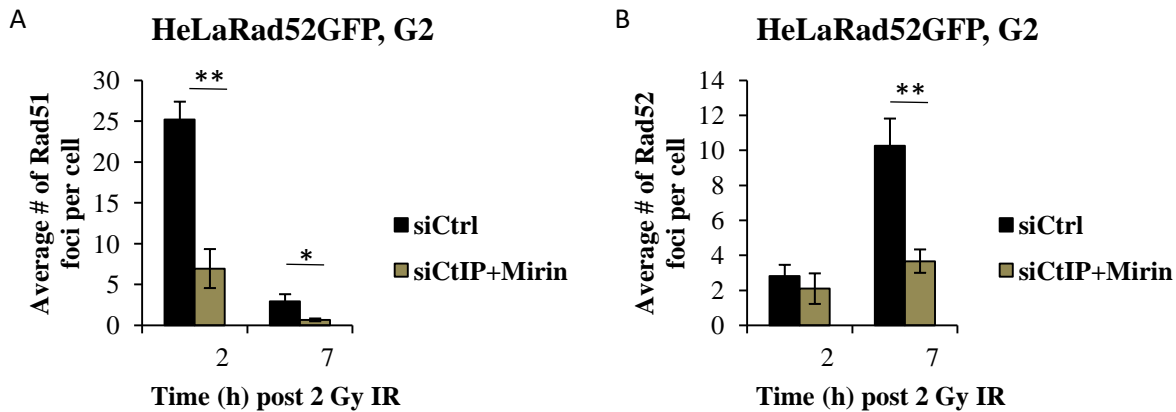 A
HeLaRad52GFP, G2
Average # of Rad51
foci per cell
30
25
20
15
10
5
0
**
*
2
7
Time (h) post 2 Gy IR
siCtrl
siCtIP+Mirin
B
HeLaRad52GFP, G2
Average # of Rad52
foci per cell
14
12
10
8
6
4
2
0
**
2
7
Time (h) post 2 Gy IR
siCtrl
siCtIP+Mirin